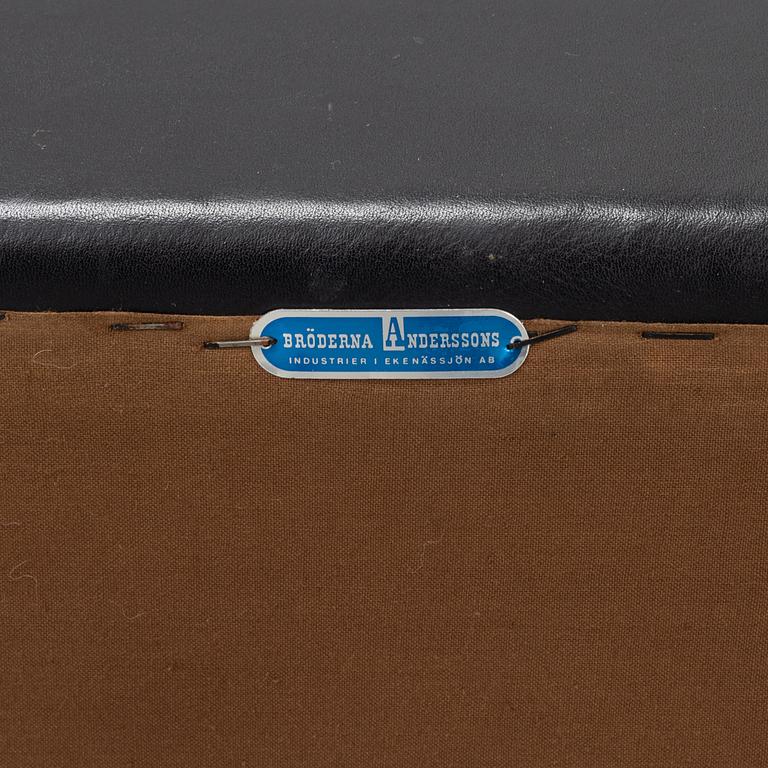 BRÖDERNA ANDERSSONS
INDUSTRIER I EKENÄSSJÖN AB